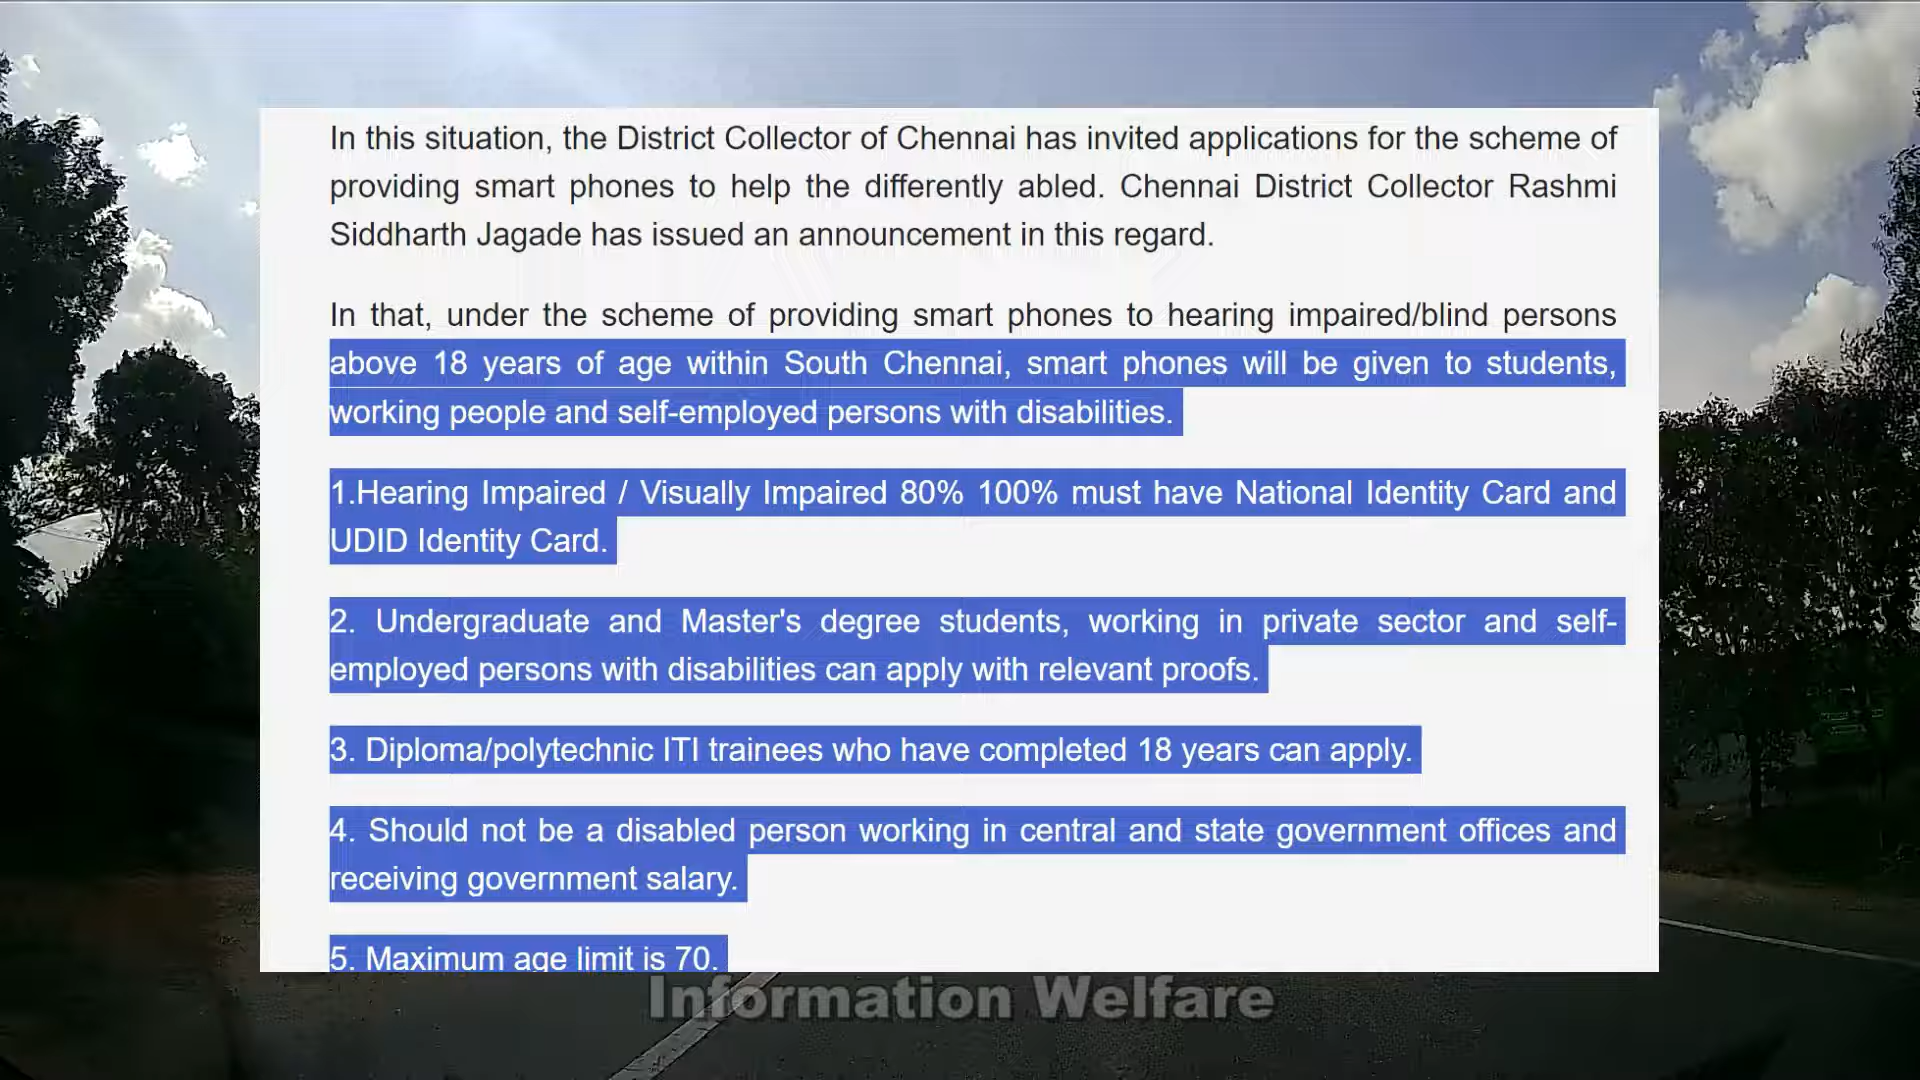 In this situation, the District Collector of Chennai has invited applications for the scheme of
providing smart phones to help the differently abled. Chennai District Collector Rashmi
Siddharth Jagade has issued an announcement in this regard.
In that, under the scheme of providing smart phones to hearing impaired/blind persons
above 18 years of age within South Chennai, smart phones will be given to students,
working people and self-employed persons with disabilities.
1.Hearing Impaired / Visually Impaired 80% 100% must have National Identity Card and
UDID Identity Card.
2. Undergraduate and Master's degree students, working in private sector and self-
employed persons with disabilities can apply with relevant proofs.
3. Diploma/polytechnic ITI trainees who have completed 18 years can apply.
4. Should not be a disabled person working in central and state government offices and
receiving government salary.
5. Maximum age limit is 70.
Information Welfare